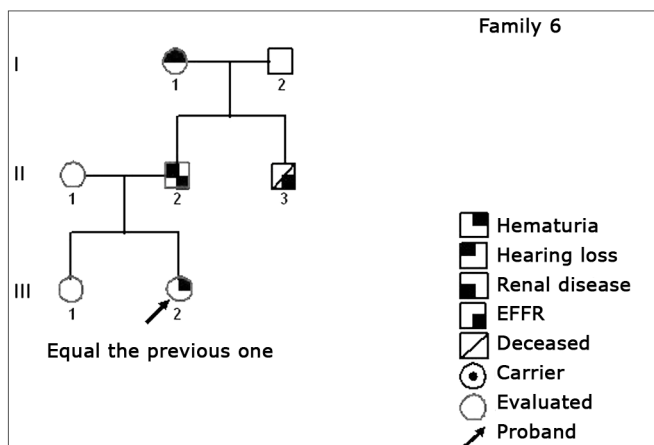 Family 6
I
1 2
II
1 2 3
III
1 2
Equal the previous one
Hematuria
Hearing loss
Renal disease
EFFR
Deceased
Carrier
Evaluated
Proband